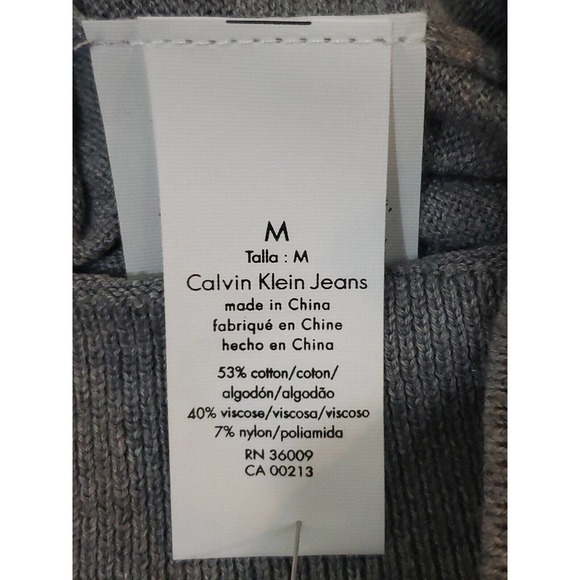 M
Talla : M
Calvin Klein Jeans
made in China
fabriqué en Chine
hecho en China
53% cotton/coton/
algodón/algodão
40% viscose/viscosa/viscoso
7% nylon/poliamida
RN 36009
CA 00213